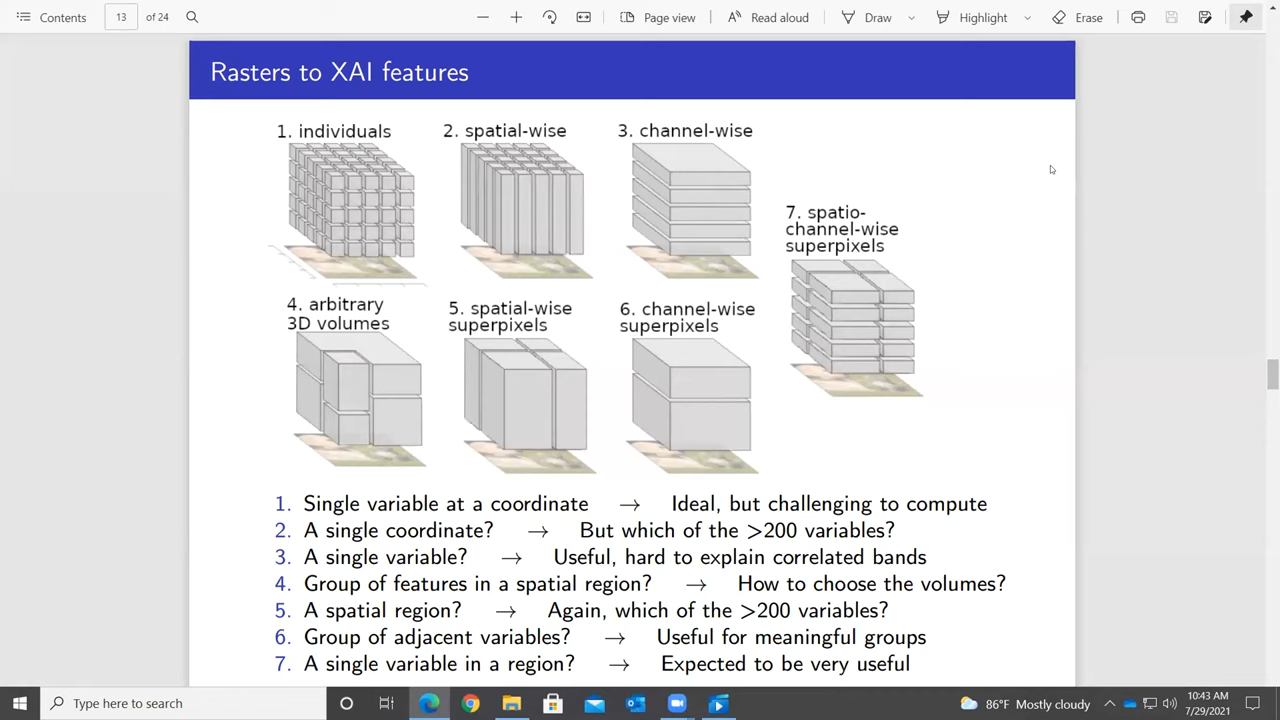 Contents
13 of 24
Page view
Read aloud
Draw
Highlight
Erase
Rasters to XAI features
1. individuals
2. spatial-wise
3. channel-wise
7. spatio-
channel-wise
superpixels
4. arbitrary
3D volumes
5. spatial-wise
superpixels
6. channel-wise
superpixels
1. Single variable at a coordinate → Ideal, but challenging to compute
2. A single coordinate? → But which of the >200 variables?
3. A single variable? → Useful, hard to explain correlated bands
4. Group of features in a spatial region? → How to choose the volumes?
5. A spatial region? → Again, which of the >200 variables?
6. Group of adjacent variables? → Useful for meaningful groups
7. A single variable in a region? → Expected to be very useful
Type here to search
86°F Mostly cloudy
10:43 AM
7/29/2021